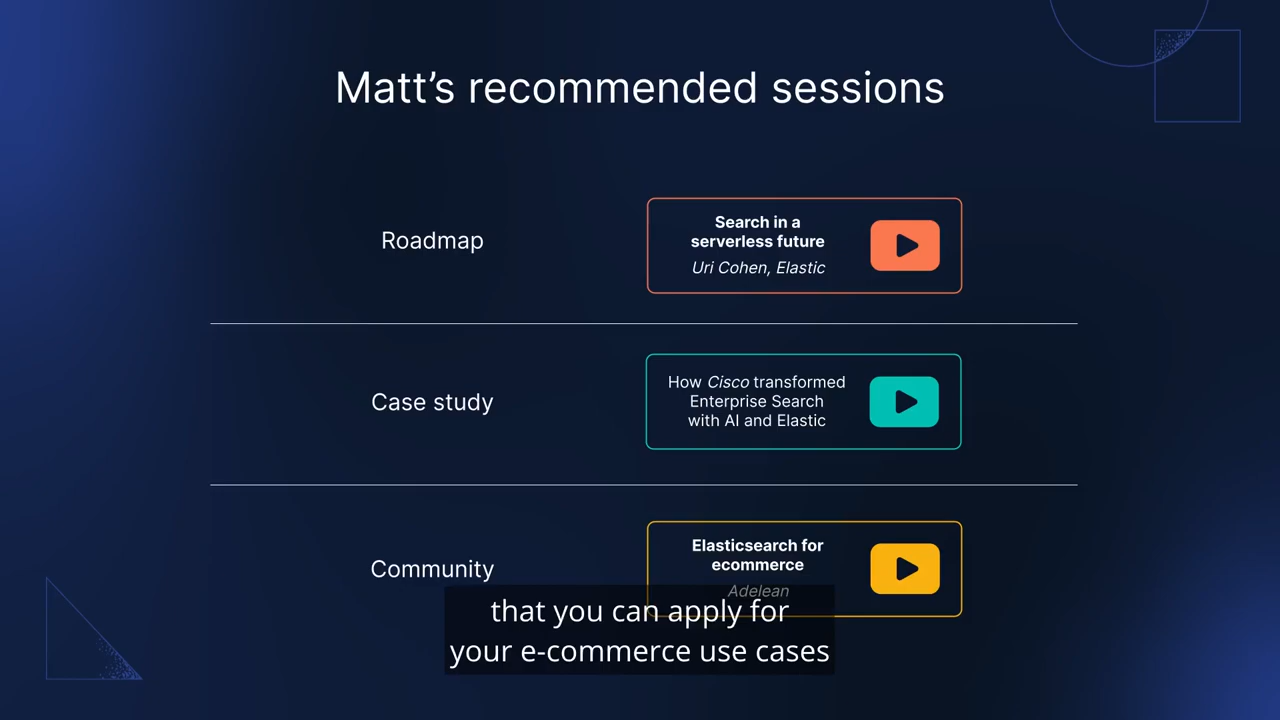 Matt’s recommended sessions
Roadmap
Search in a
serverless future
Uri Cohen, Elastic
Case study
How Cisco transformed
Enterprise Search
with AI and Elastic
Community
Elasticsearch for
ecommerce
Adelean
that you can apply for
your e-commerce use cases